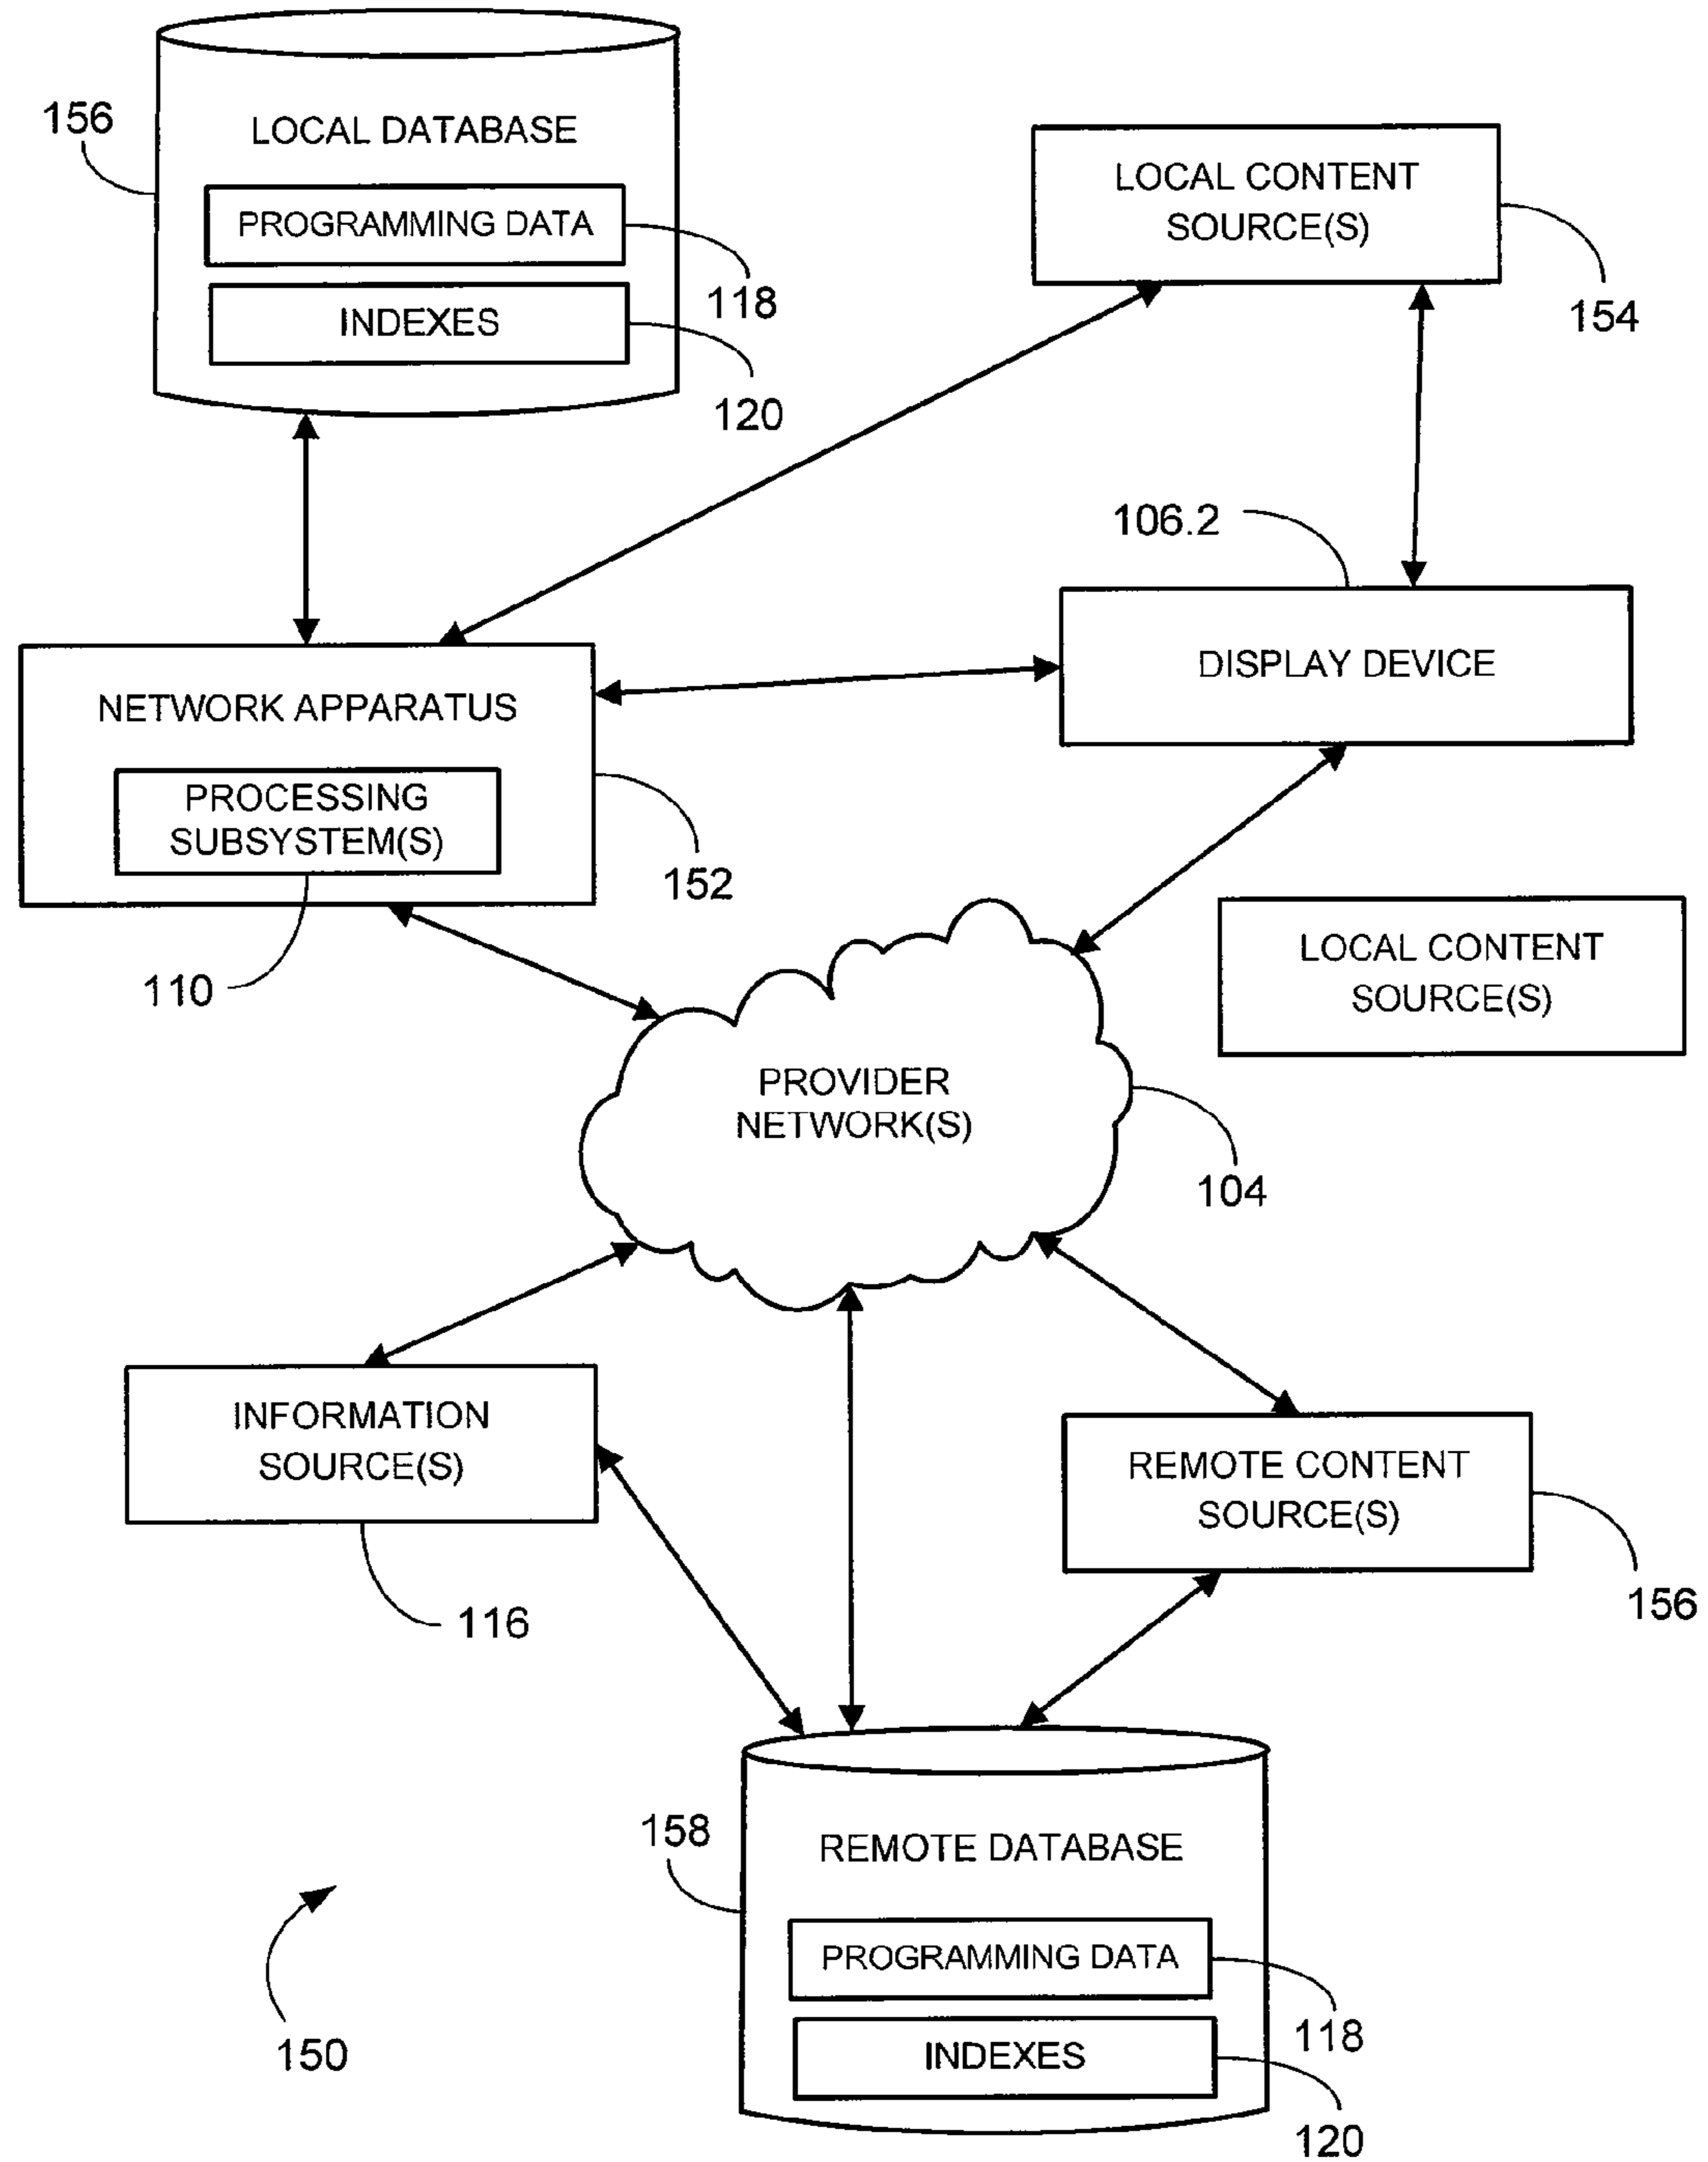 156
LOCAL DATABASE
PROGRAMMING DATA
118
INDEXES
120
LOCAL CONTENT
SOURCE(S)
154
106.2
DISPLAY DEVICE
NETWORK APPARATUS
PROCESSING
SUBSYSTEM(S)
152
110
LOCAL CONTENT
SOURCE(S)
PROVIDER
NETWORK(S)
104
INFORMATION
SOURCE(S)
116
REMOTE CONTENT
SOURCE(S)
156
158
REMOTE DATABASE
PROGRAMMING DATA
118
INDEXES
120
150